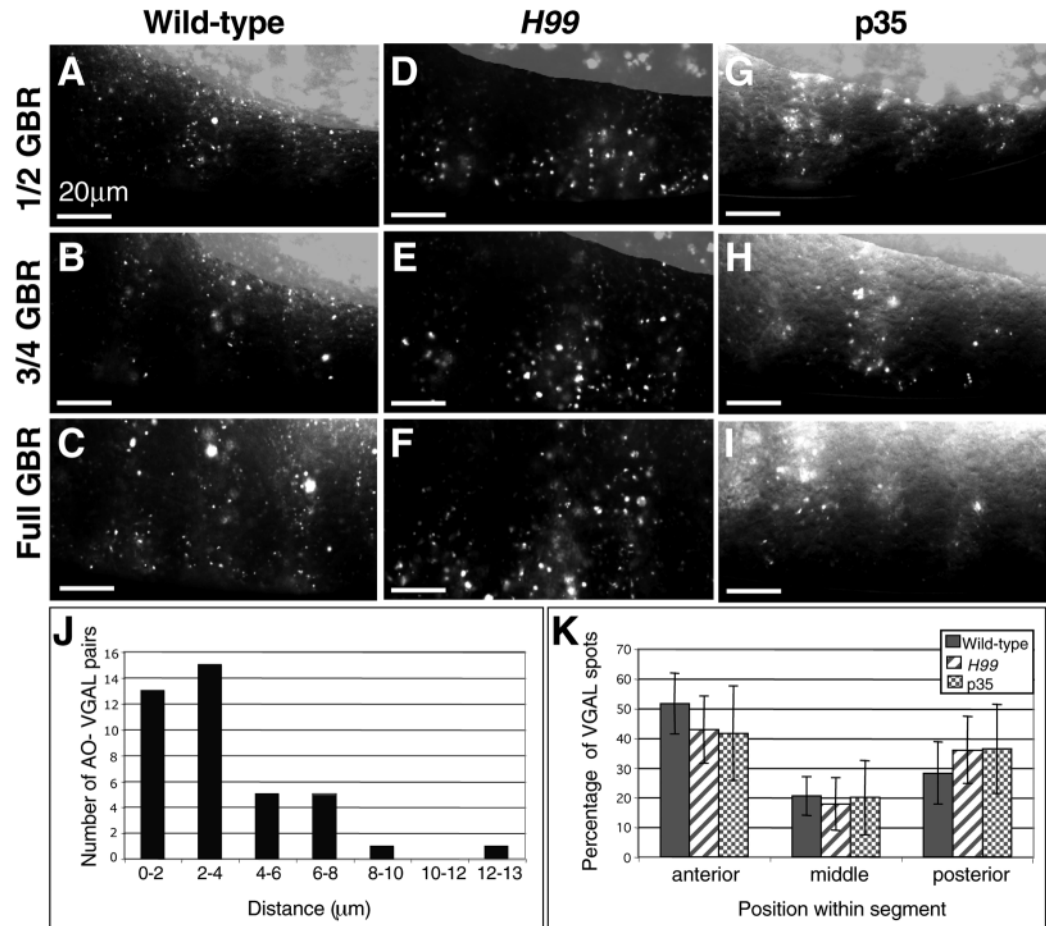 Wild-type H99 p35
1/2 GBR
A
20μm
D
G
3/4 GBR
B
E
H
Full GBR
C
F
I
J
Number of AO- VGAL pairs
16
14
12
10
8
6
4
2
0
0-2 2-4 4-6 6-8 8-10 10-12 12-13
Distance (μm)
K
Wild-type
H99
p35
Percentage of VGAL spots
70
60
50
40
30
20
10
0
anterior middle posterior
Position within segment